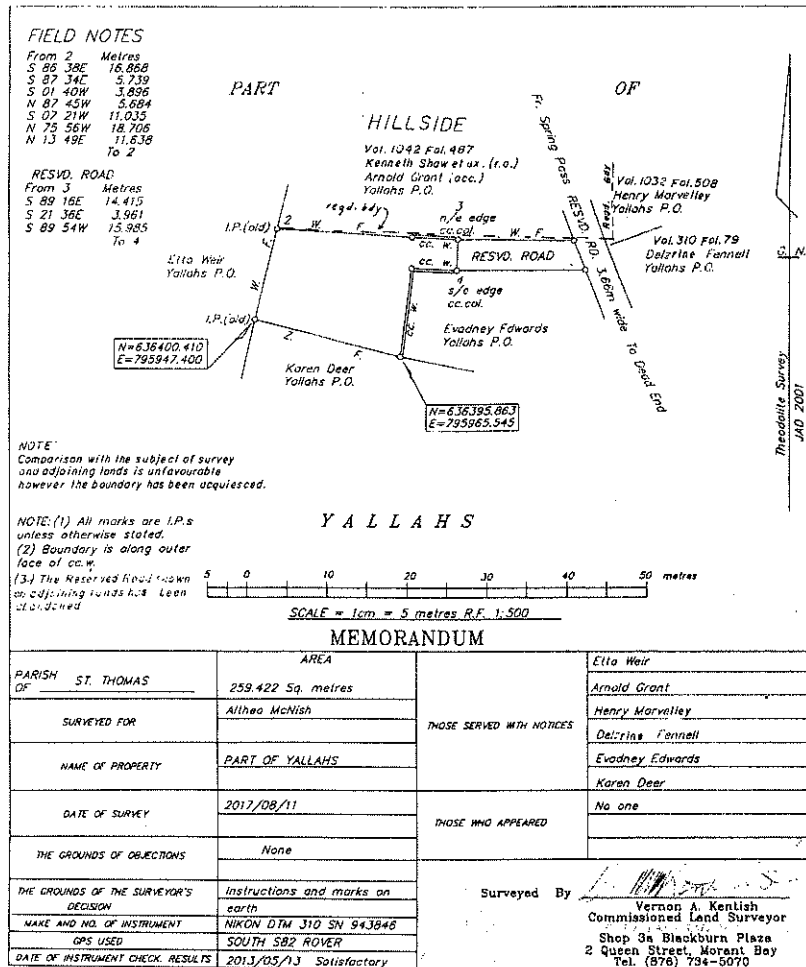 FIELD NOTES
From 2 Metres
S 86 38E 16.868
S 87 34E 5.739
S 01 40W 3.896
N 87 45W 5.684
S 07 21W 11.035
N 75 56W 18.706
N 13 49E 11.638
To 2
RESVD. ROAD
From 3 Metres
S 89 16E 14.415
S 21 36E 3.961
S 89 54W 15.985
To 4
PART OF
HILLSIDE
Vol. 1042 Fol. 487
Kenneth Shaw et ux. (r.o.)
Arnold Grant (occ.)
Yallahs P.O.
Fr. Spring Pass RESVD. RD. 3.66m wide To Dead End
Regd. Bdy
Vol. 1032 Fol. 508
Henry Marvelley
Yallahs P.O.
Vol. 310 Fol. 79
Delzrine Fennell
Yallahs P.O.
regd. bdy
3
n/e edge
cc.col.
I.P.(old) 2 W. F. W. F.
cc. w.
RESVD. ROAD
cc. w.
4
s/e edge
cc.col.
Etta Weir
Yallahs P.O.
W. F.
I.P.(old)
cc. w.
Evadney Edwards
Yallahs P.O.
Z. F.
N=636400.410
E=795947.400
Karen Deer
Yallahs P.O.
N=636395.863
E=795965.545
G. N.
Theodolite Survey
JAD 2001
NOTE
Comparison with the subject of survey
and adjoining lands is unfavourable
however the boundary has been acquiesced.
NOTE: (1) All marks are I.P.s
unless otherwise stated.
(2) Boundary is along outer
face of cc.w.
(3) The Reserved Road shown
on adjoining lands has been
abandoned
YALLAHS
5 0 10 20 30 40 50 metres
SCALE = 1cm = 5 metres R.F. 1:500
MEMORANDUM
PARISH OF ST. THOMAS
AREA
259.422 Sq. metres
SURVEYED FOR
Althea McNish
NAME OF PROPERTY
PART OF YALLAHS
DATE OF SURVEY
2017/08/11
THE GROUNDS OF OBJECTIONS
None
THE GROUNDS OF THE SURVEYOR'S
DECISION
Instructions and marks on
earth
MAKE AND NO. OF INSTRUMENT
NIKON DTM 310 SN 943846
GPS USED
SOUTH S82 ROVER
DATE OF INSTRUMENT CHECK. RESULTS
2013/05/13 Satisfactory
THOSE SERVED WITH NOTICES
Etta Weir
Arnold Grant
Henry Marvelley
Delzrine Fennell
Evadney Edwards
Karen Deer
THOSE WHO APPEARED
No one
Surveyed By
Vernon A. Kentish
Commissioned Land Surveyor
Shop 3a Blackburn Plaza
2 Queen Street, Morant Bay
Tel. (876) 734-5070